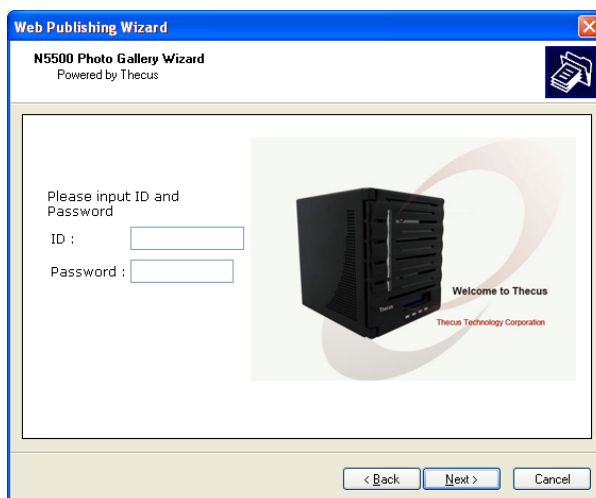 Web Publishing Wizard
N5500 Photo Gallery Wizard
Powered by Thecus
Please input ID and
Password
ID :
Password :
Welcome to Thecus
Thecus
Thecus Technology Corporation
< Back
Next >
Cancel